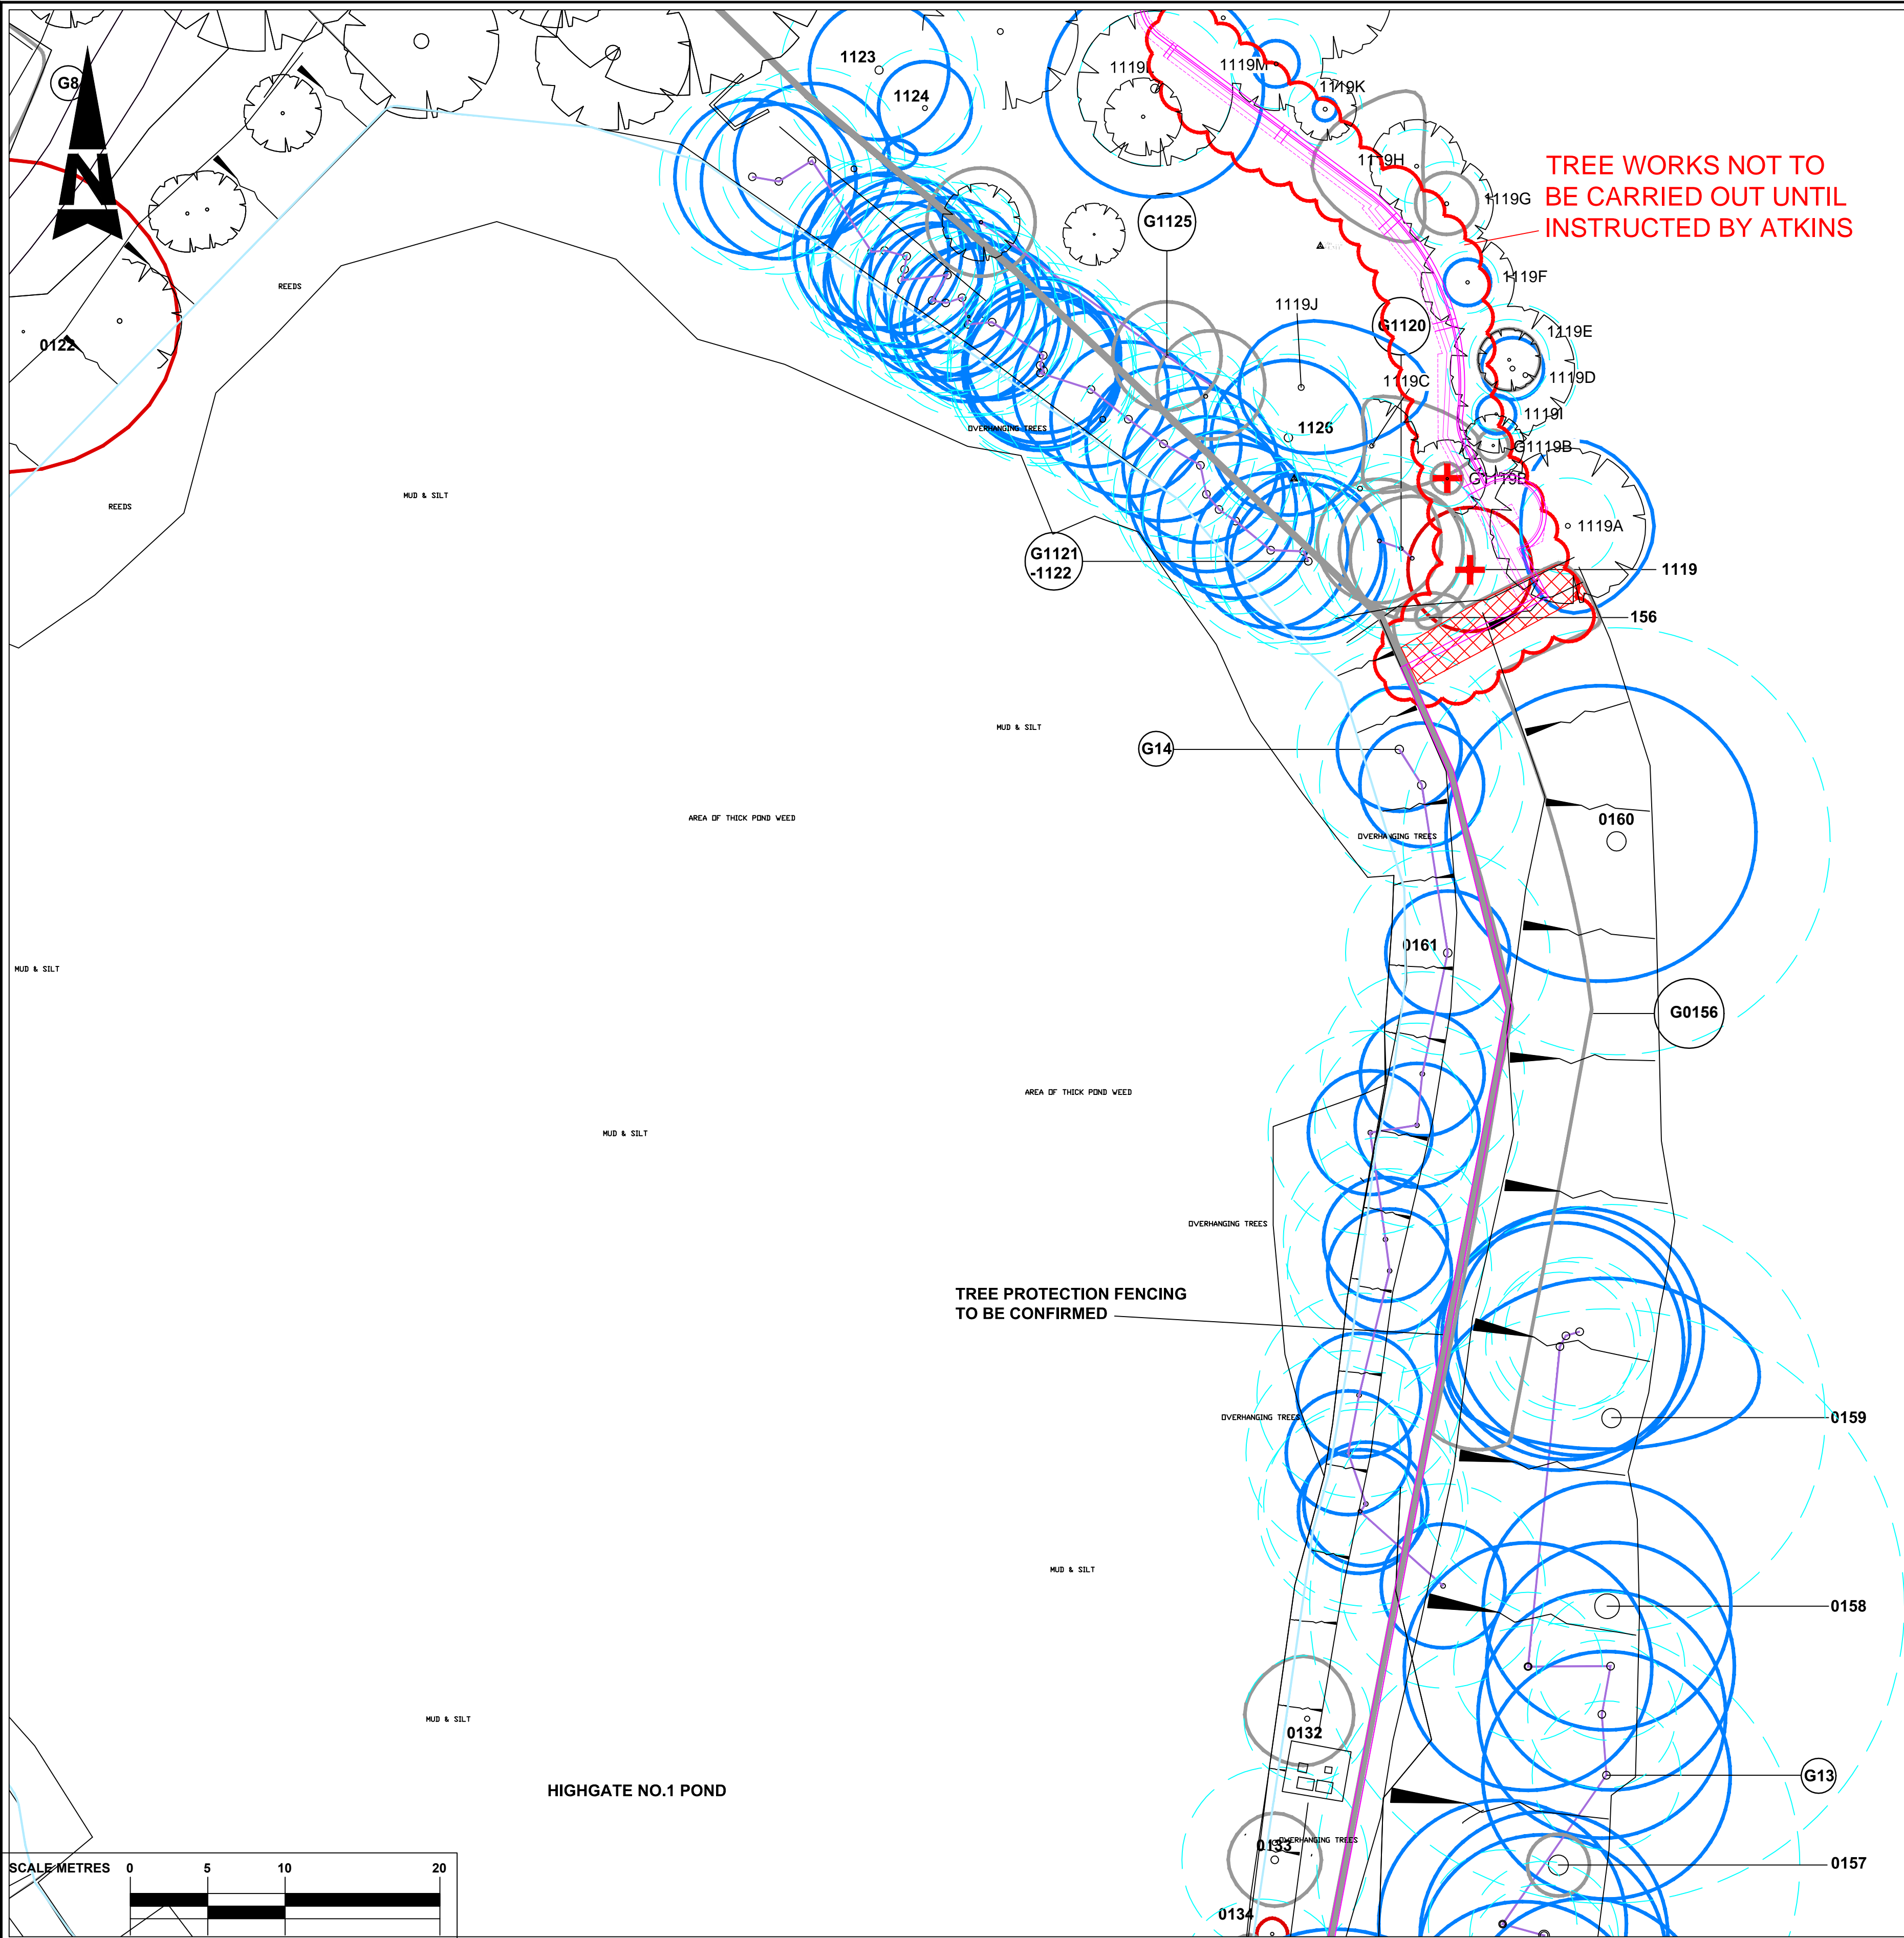 1123
1119L
1119M
G8
1119K
1124
N
1119H
TREE WORKS NOT TO
BE CARRIED OUT UNTIL
INSTRUCTED BY ATKINS
1119G
G1125
1119F
REEDS
1119J
G1120
1119E
0122
1119D
1119C
1119I
OVERHANGING TREES
1126
G1119B
MUD & SILT
G1119B
REEDS
1119A
G1121
-1122
1119
156
MUD & SILT
G14
AREA OF THICK POND WEED
0160
OVERHANGING TREES
0161
MUD & SILT
G0156
AREA OF THICK POND WEED
MUD & SILT
OVERHANGING TREES
TREE PROTECTION FENCING
TO BE CONFIRMED
OVERHANGING TREES
0159
MUD & SILT
0158
MUD & SILT
0132
G13
HIGHGATE NO.1 POND
0133
OVERHANGING TREES
0157
SCALE METRES 0 5 10 20
0134